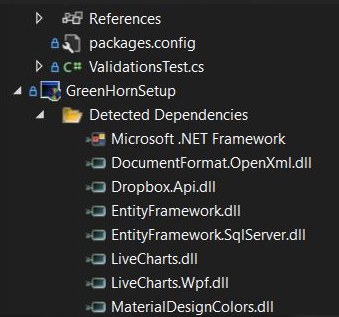 References
packages.config
C# ValidationsTest.cs
GreenHornSetup
Detected Dependencies
Microsoft .NET Framework
DocumentFormat.OpenXml.dll
Dropbox.Api.dll
EntityFramework.dll
EntityFramework.SqlServer.dll
LiveCharts.dll
LiveCharts.Wpf.dll
MaterialDesignColors.dll